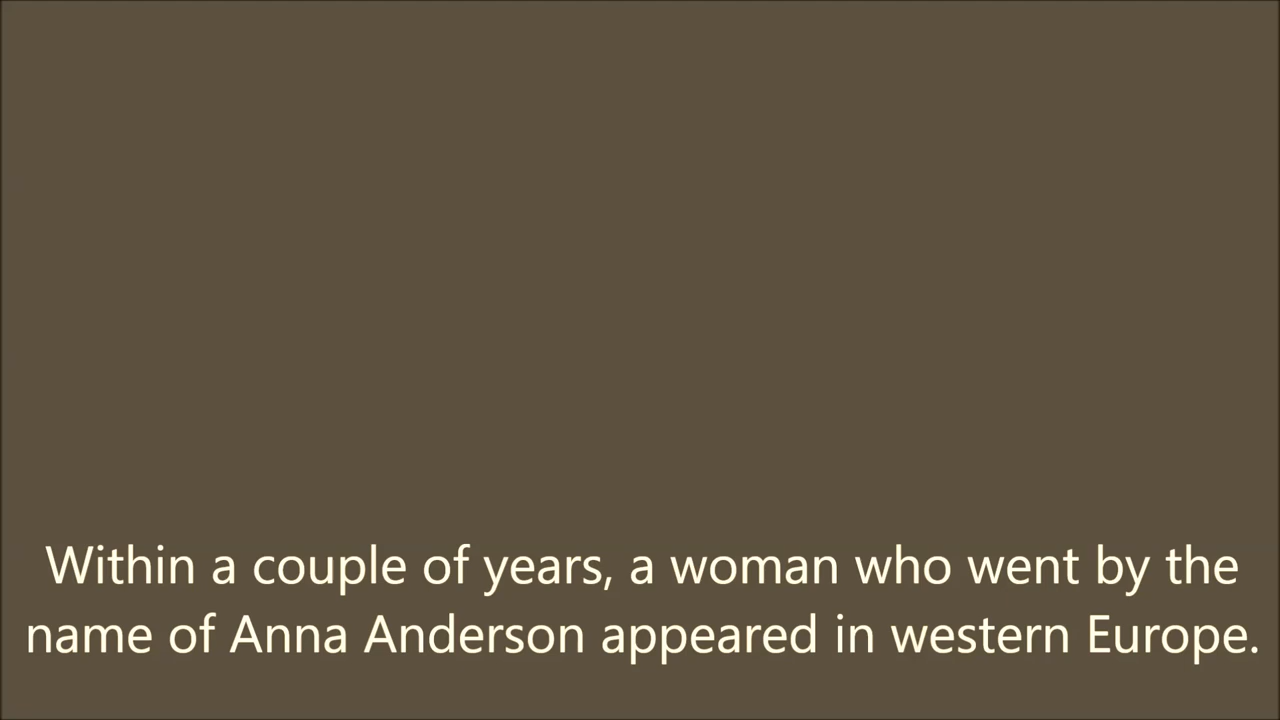 Within a couple of years, a woman who went by the
name of Anna Anderson appeared in western Europe.